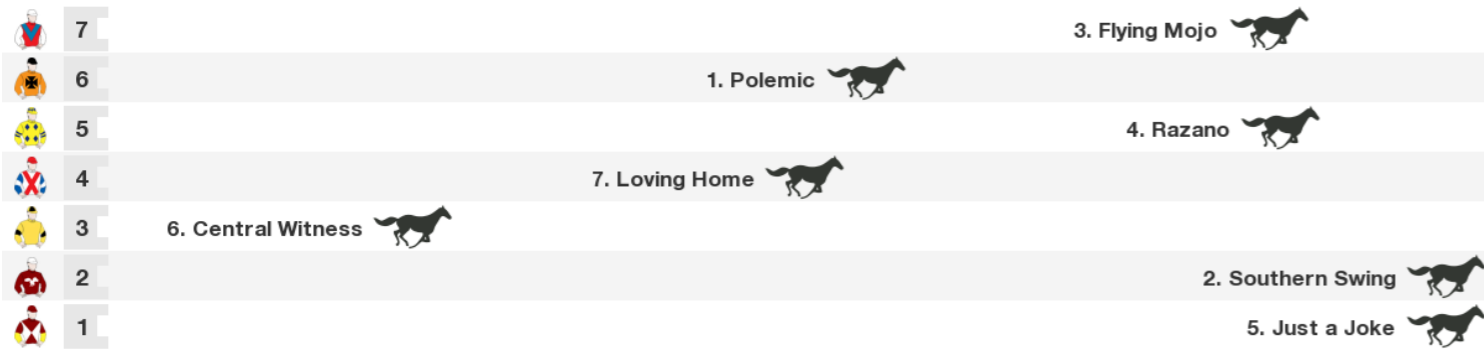 7 3. Flying Mojo
6 1. Polemic
5 4. Razano
4 7. Loving Home
3 6. Central Witness
2 2. Southern Swing
1 5. Just a Joke